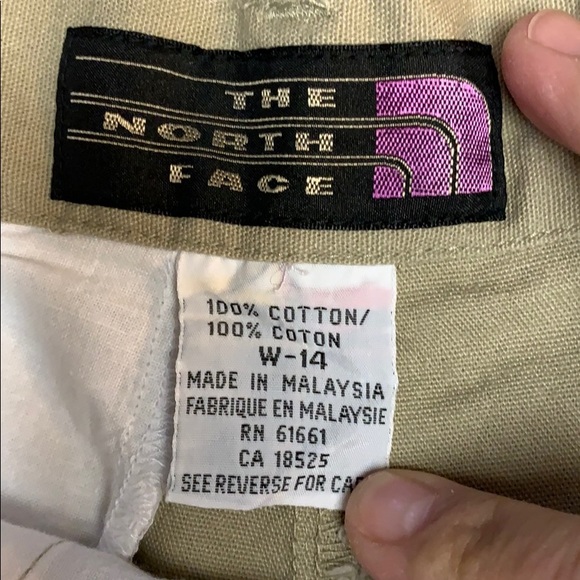 THE
NORTH
FACE
100% COTTON/
100% COTON
W-14
MADE IN MALAYSIA
FABRIQUE EN MALAYSIE
RN 61661
CA 18525
SEE REVERSE FOR